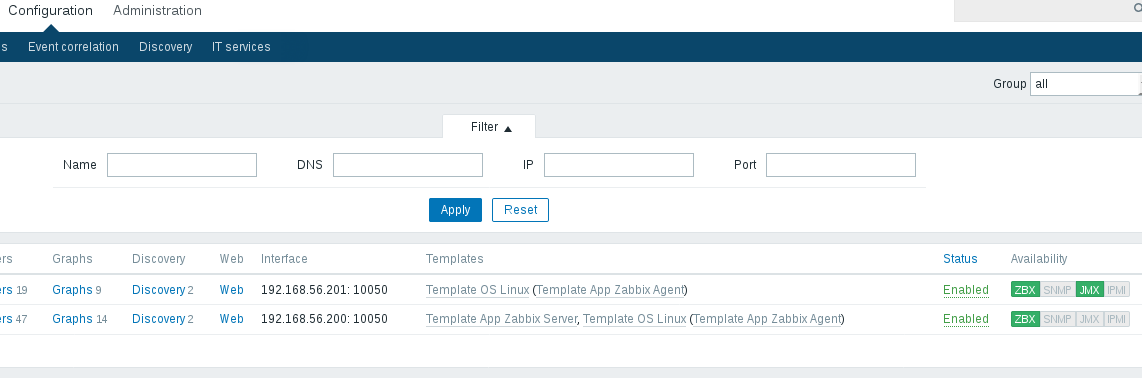 Configuration Administration
s Event correlation Discovery IT services
Group all
Filter ▲
Name DNS IP Port
Apply Reset
ers Graphs Discovery Web Interface Templates Status Availability
ers 19 Graphs 9 Discovery 2 Web 192.168.56.201: 10050 Template OS Linux (Template App Zabbix Agent) Enabled ZBX SNMP JMX IPMI
ers 47 Graphs 14 Discovery 2 Web 192.168.56.200: 10050 Template App Zabbix Server, Template OS Linux (Template App Zabbix Agent) Enabled ZBX SNMP JMX IPMI